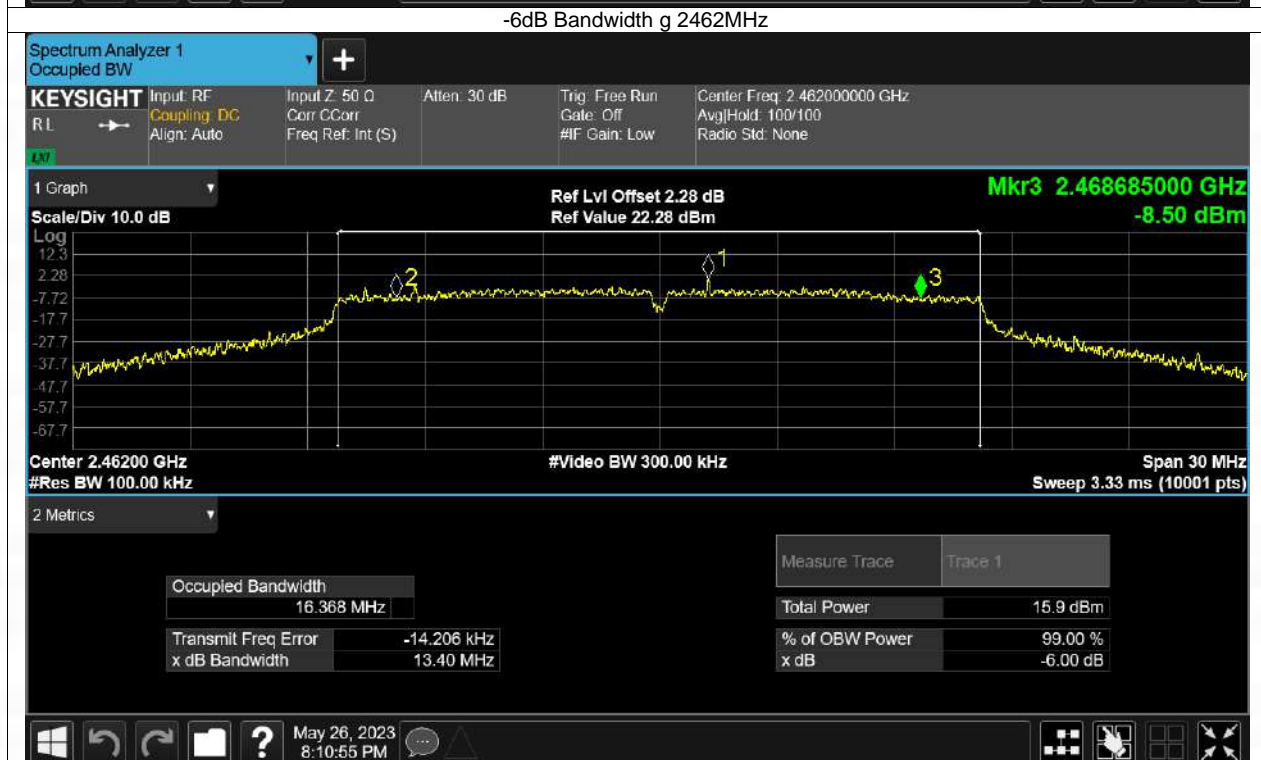 -6dB Bandwidth g 2462MHz
Spectrum Analyzer 1
Occupied BW
+
KEYSIGHT
RL
LXI
Input: RF
Coupling: DC
Align: Auto
Input Z: 50 Ω
Corr CCorr
Freq Ref: Int (S)
Atten: 30 dB
Trig: Free Run
Gate: Off
#IF Gain: Low
Center Freq: 2.462000000 GHz
Avg|Hold: 100/100
Radio Std: None
1 Graph
Scale/Div 10.0 dB
Ref Lvl Offset 2.28 dB
Ref Value 22.28 dBm
Mkr3 2.468685000 GHz
-8.50 dBm
Log
12.3
2.28
-7.72
-17.7
-27.7
-37.7
-47.7
-57.7
-67.7
2
1
3
Center 2.46200 GHz
#Res BW 100.00 kHz
#Video BW 300.00 kHz
Span 30 MHz
Sweep 3.33 ms (10001 pts)
2 Metrics
Measure Trace Trace 1
Occupied Bandwidth
16.368 MHz
Total Power 15.9 dBm
Transmit Freq Error -14.206 kHz
% of OBW Power 99.00 %
x dB Bandwidth 13.40 MHz
x dB -6.00 dB
?
May 26, 2023
8:10:55 PM